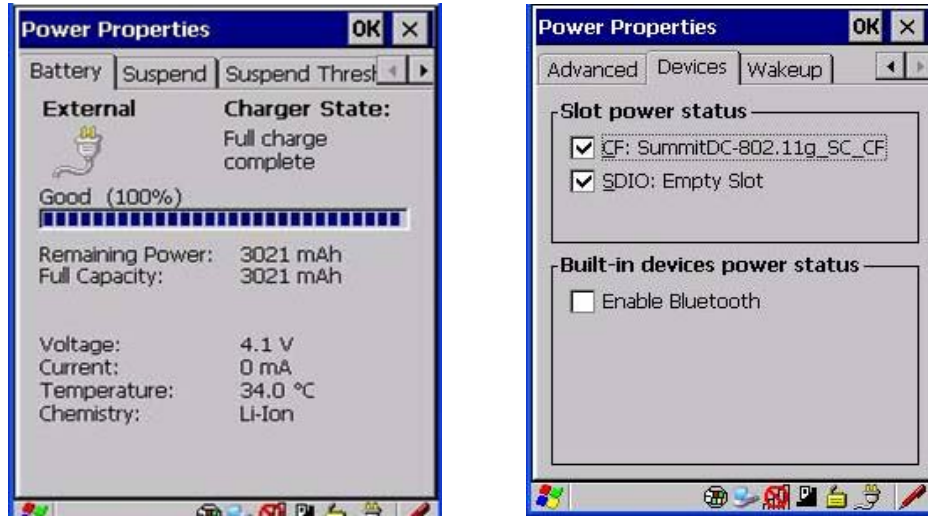 Power Properties OK ×
Battery Suspend Suspend Thresh
External Charger State:
Full charge
complete
Good (100%)
Remaining Power: 3021 mAh
Full Capacity: 3021 mAh
Voltage: 4.1 V
Current: 0 mA
Temperature: 34.0 °C
Chemistry: Li-Ion
Power Properties OK ×
Advanced Devices Wakeup
Slot power status
CF: SummitDC-802.11g_SC_CF
SDIO: Empty Slot
Built-in devices power status
Enable Bluetooth